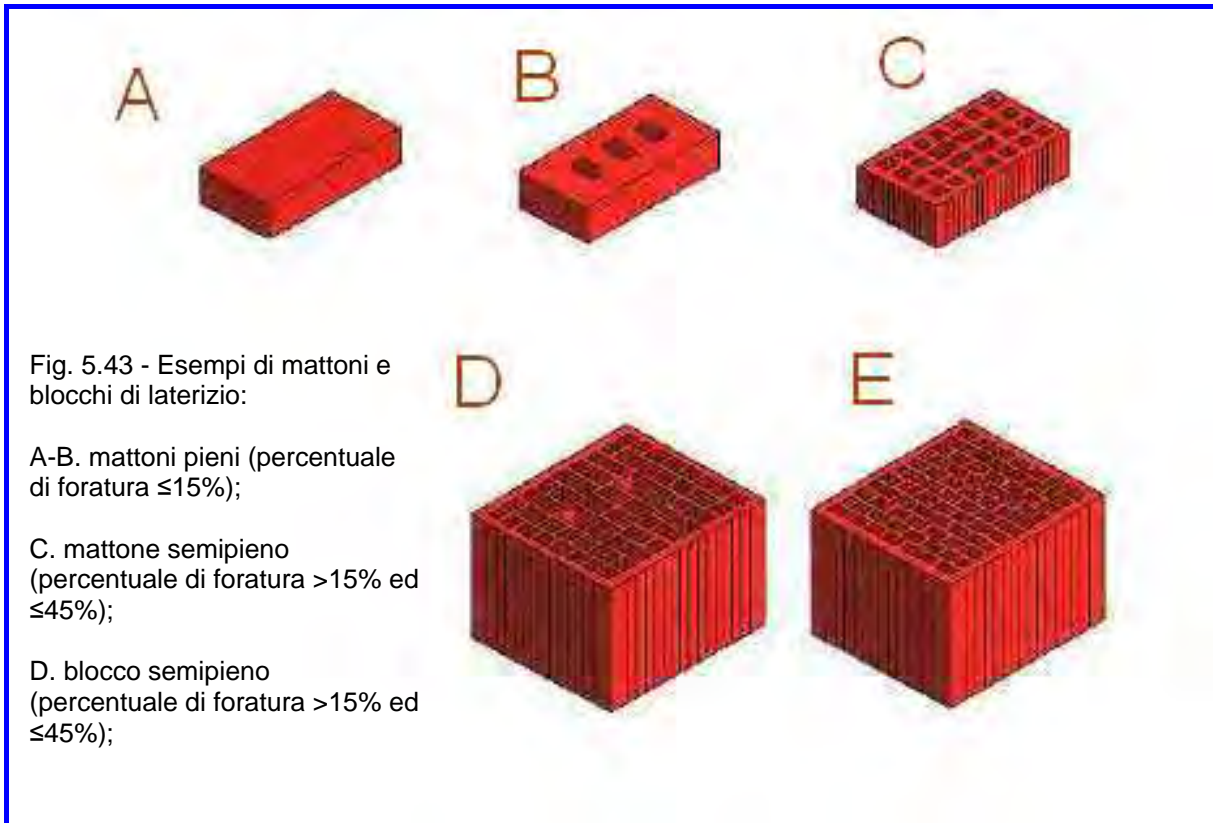 A
B
C
Fig. 5.43 - Esempi di mattoni e
blocchi di laterizio:
A-B. mattoni pieni (percentuale
di foratura ≤15%);
C. mattone semipieno
(percentuale di foratura >15% ed
≤45%);
D. blocco semipieno
(percentuale di foratura >15% ed
≤45%);
D
E